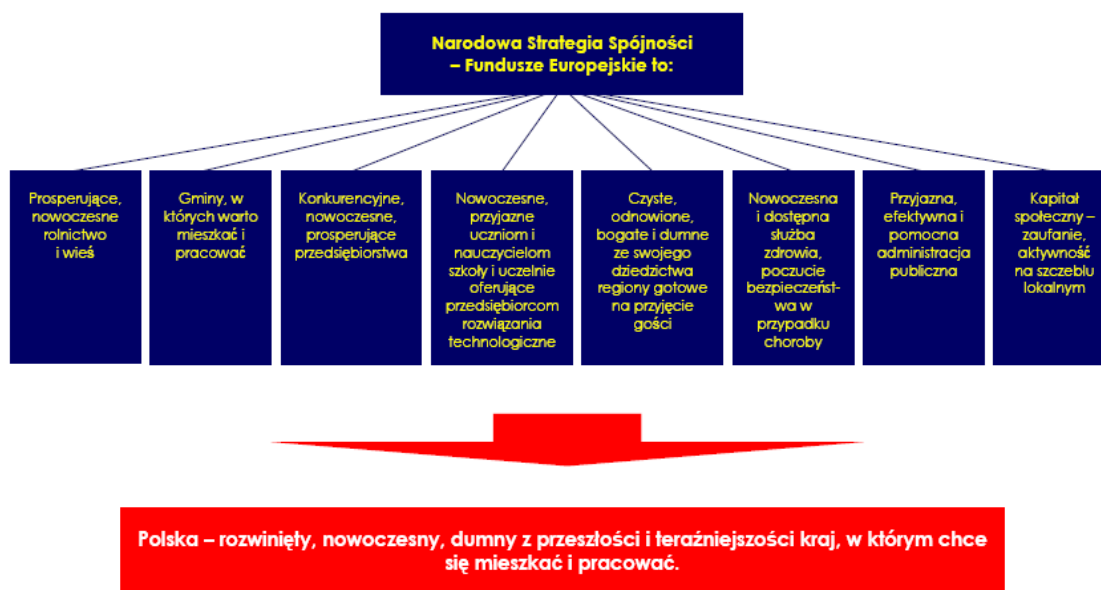 Narodowa Strategia Spójności
– Fundusze Europejskie to:
Prosperujące,
nowoczesne
rolnictwo
i wieś
Gminy, w
których warto
mieszkać i
pracować
Konkurencyjne,
nowoczesne,
prosperujące
przedsiębiorstwa
Nowoczesne,
przyjazne
uczniom i
nauczycielom
szkoły i uczelnie
oferujące
przedsiębiorcom
rozwiązania
technologiczne
Czyste,
odnowione,
bogate i dumne
ze swojego
dziedzictwa
regiony gotowe
na przyjęcie
gości
Nowoczesna
i dostępna
służba
zdrowia,
poczucie
bezpieczeńst-
wa w
przypadku
choroby
Przyjazna,
efektywna i
pomocna
administracja
publiczna
Kapitał
społeczny –
zaufanie,
aktywność
na szczeblu
lokalnym
Polska – rozwinięty, nowoczesny, dumny z przeszłości i teraźniejszości kraj, w którym chce
się mieszkać i pracować.